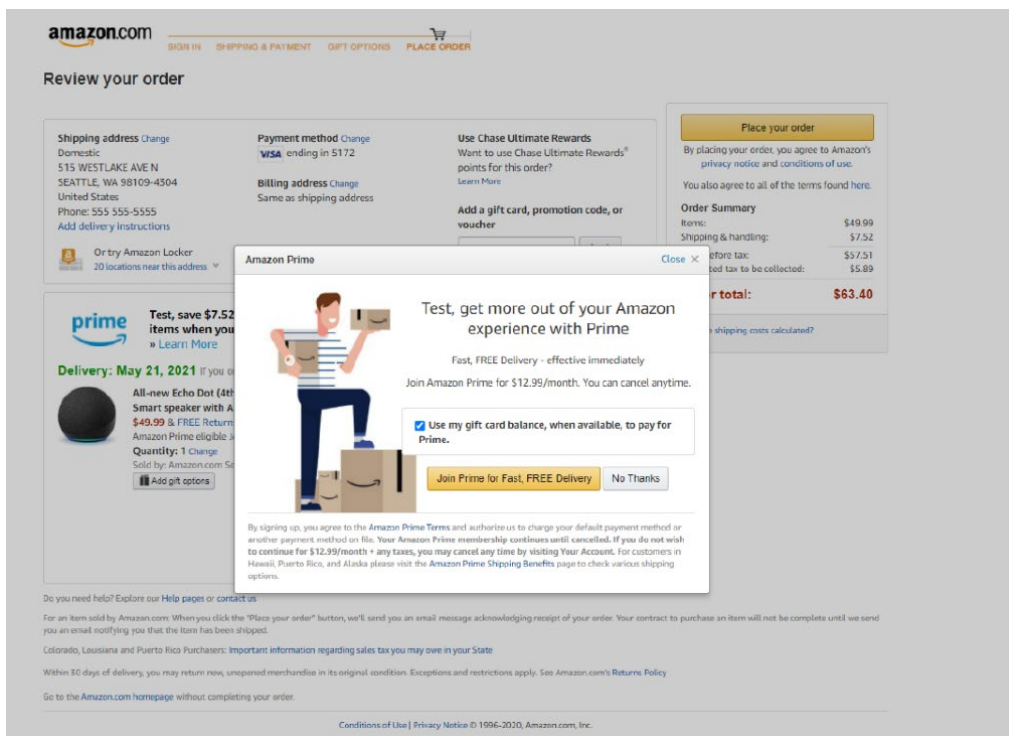 amazon.com
SIGN IN SHIPPING & PAYMENT GIFT OPTIONS PLACE ORDER
Review your order
Shipping address Change
Domestic
515 WESTLAKE AVE N
SEATTLE, WA 98109-4304
United States
Phone: 555 555-5555
Add delivery instructions
Or try Amazon Locker
20 locations near this address
Payment method Change
VISA ending in 5172
Billing address Change
Same as shipping address
Use Chase Ultimate Rewards
Want to use Chase Ultimate Rewards®
points for this order?
Learn More
Add a gift card, promotion code, or
voucher
Place your order
By placing your order, you agree to Amazon's
privacy notice and conditions of use.
You also agree to all of the terms found here.
Order Summary
Items: $49.99
Shipping & handling: $7.52
efore tax: $57.51
ted tax to be collected: $5.89
r total: $63.40
shipping costs calculated?
prime
Test, save $7.52
items when you
» Learn More
Delivery: May 21, 2021 If you o
All-new Echo Dot (4th
Smart speaker with A
$49.99 & FREE Return
Amazon Prime eligible
Quantity: 1 Change
Sold by: Amazon.com Se
Add gift options
Amazon Prime Close ×
Test, get more out of your Amazon
experience with Prime
Fast, FREE Delivery - effective immediately
Join Amazon Prime for $12.99/month. You can cancel anytime.
Use my gift card balance, when available, to pay for
Prime.
Join Prime for Fast, FREE Delivery No Thanks
By signing up, you agree to the Amazon Prime Terms and authorize us to charge your default payment method or
another payment method on file. Your Amazon Prime membership continues until cancelled. If you do not wish
to continue for $12.99/month + any taxes, you may cancel any time by visiting Your Account. For customers in
Hawaii, Puerto Rico, and Alaska please visit the Amazon Prime Shipping Benefits page to check various shipping
options.
Do you need help? Explore our Help pages or contact us
For an item sold by Amazon.com: When you click the "Place your order" button, we'll send you an email message acknowledging receipt of your order. Your contract to purchase an item will not be complete until we send
you an email notifying you that the item has been shipped.
Colorado, Louisiana and Puerto Rico Purchasers: Important information regarding sales tax you may owe in your State
Within 30 days of delivery, you may return new, unopened merchandise in its original condition. Exceptions and restrictions apply. See Amazon.com's Returns Policy
Go to the Amazon.com homepage without completing your order.
Conditions of Use | Privacy Notice © 1996-2020, Amazon.com, Inc.